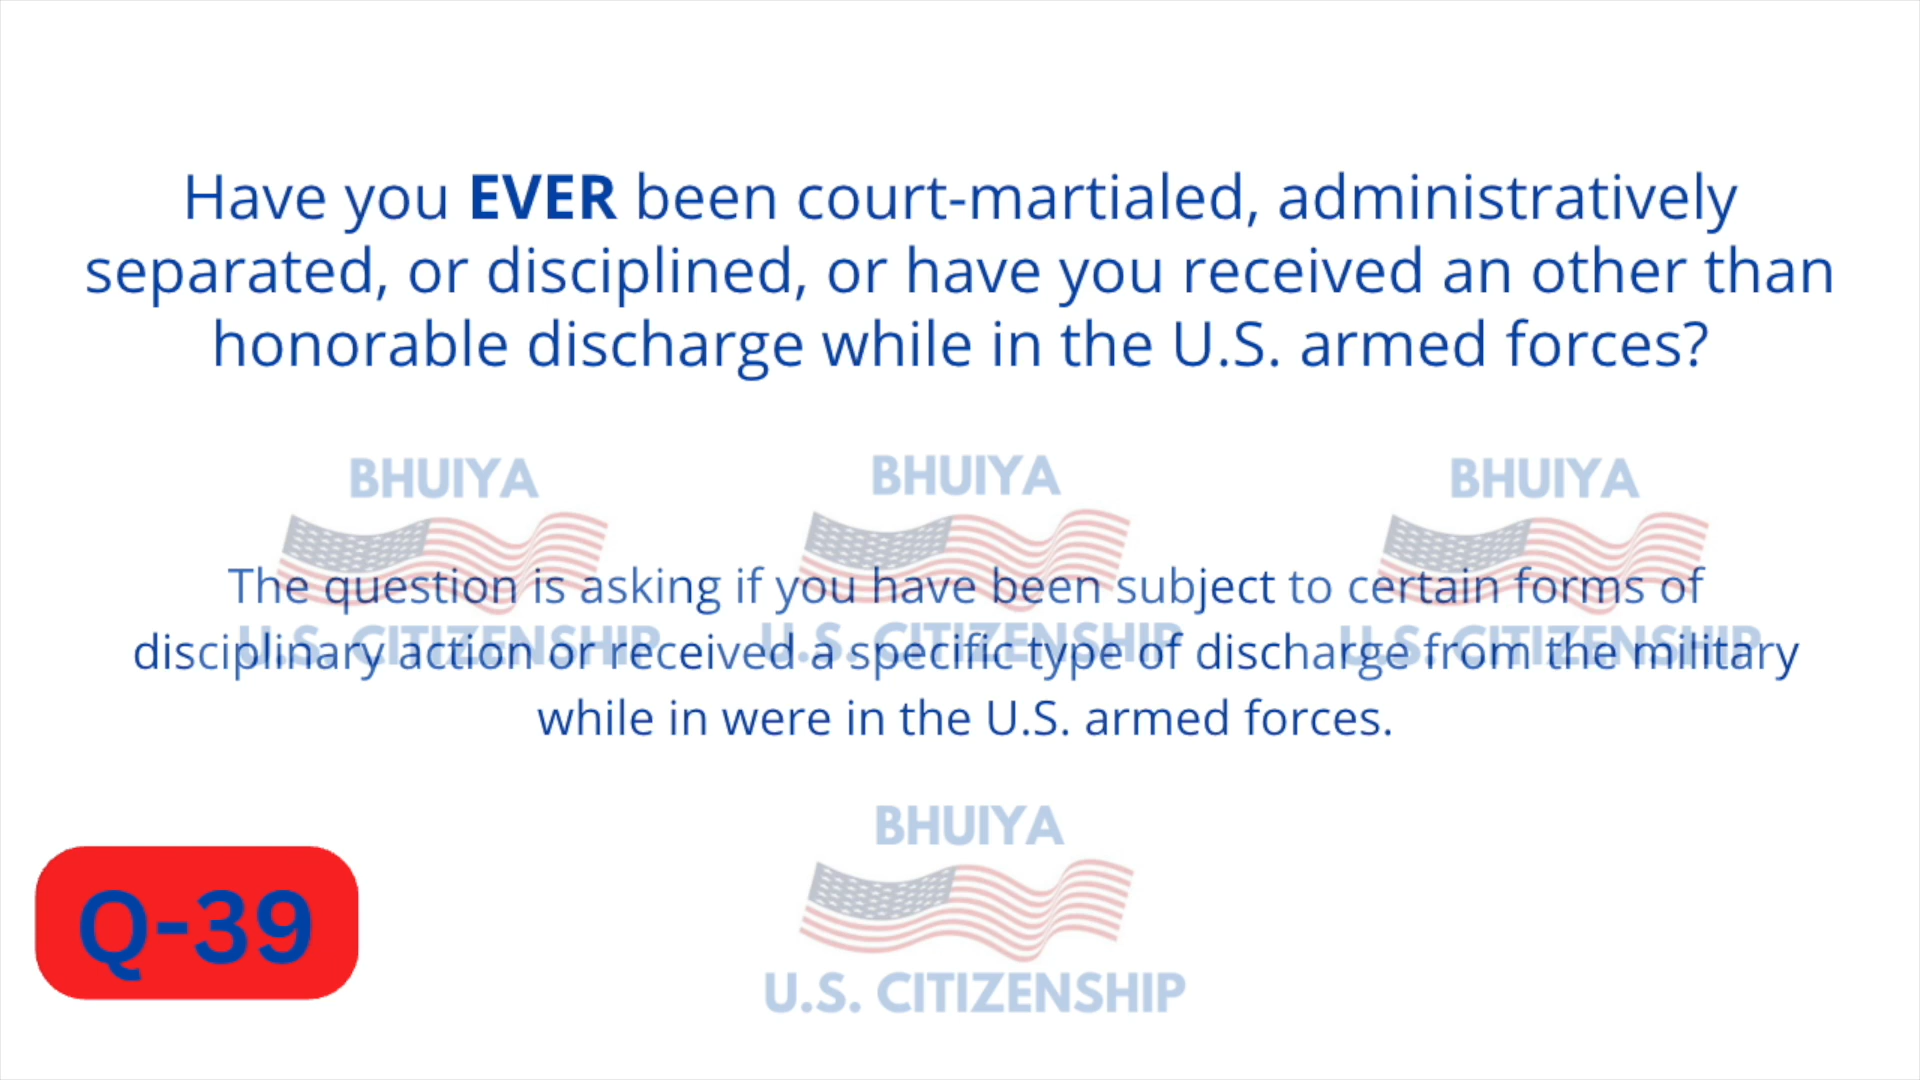 Have you EVER been court-martialed, administratively
separated, or disciplined, or have you received an other than
honorable discharge while in the U.S. armed forces?
BHUIYA
BHUIYA
BHUIYA
The question is asking if you have been subject to certain forms of
U.S. CITIZENSHIP
U.S. CITIZENSHIP
U.S. CITIZENSHIP
disciplinary action or received a specific type of discharge from the military
while in were in the U.S. armed forces.
BHUIYA
Q-39
U.S. CITIZENSHIP